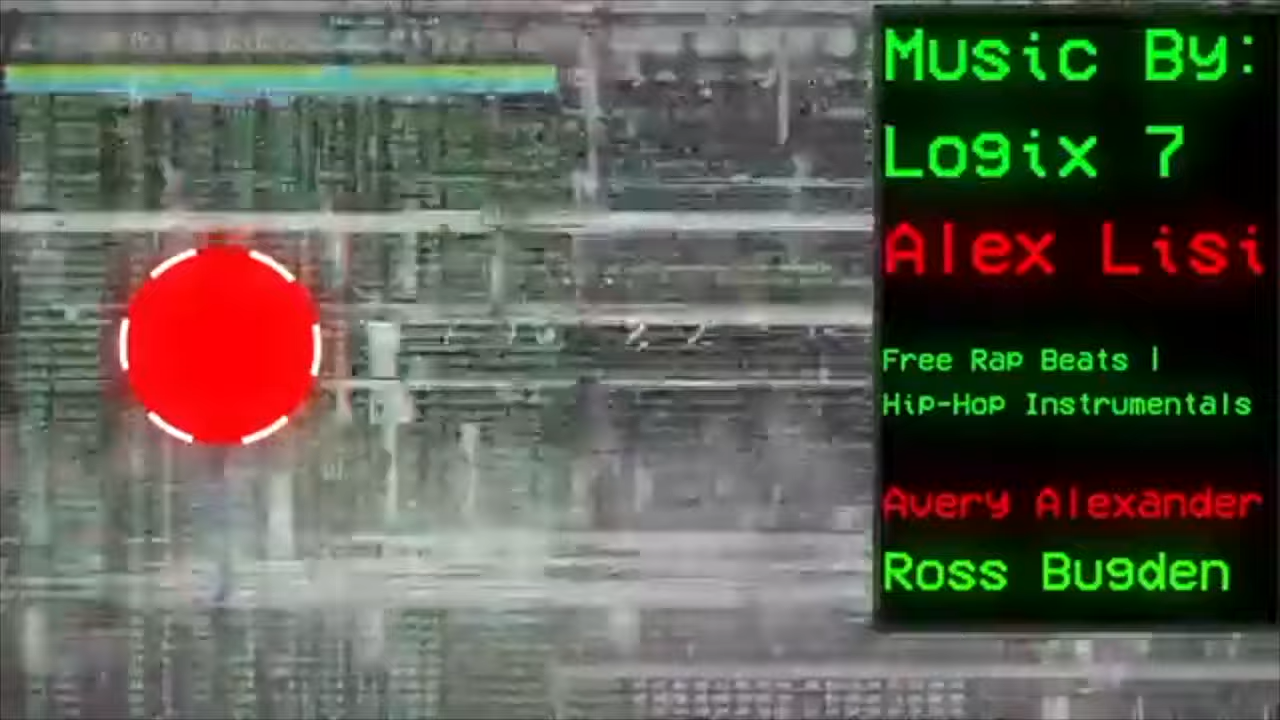 Music By:
Logix 7
Alex Lisi
Free Rap Beats |
Hip-Hop Instrumentals
Avery Alexander
Ross Bugden